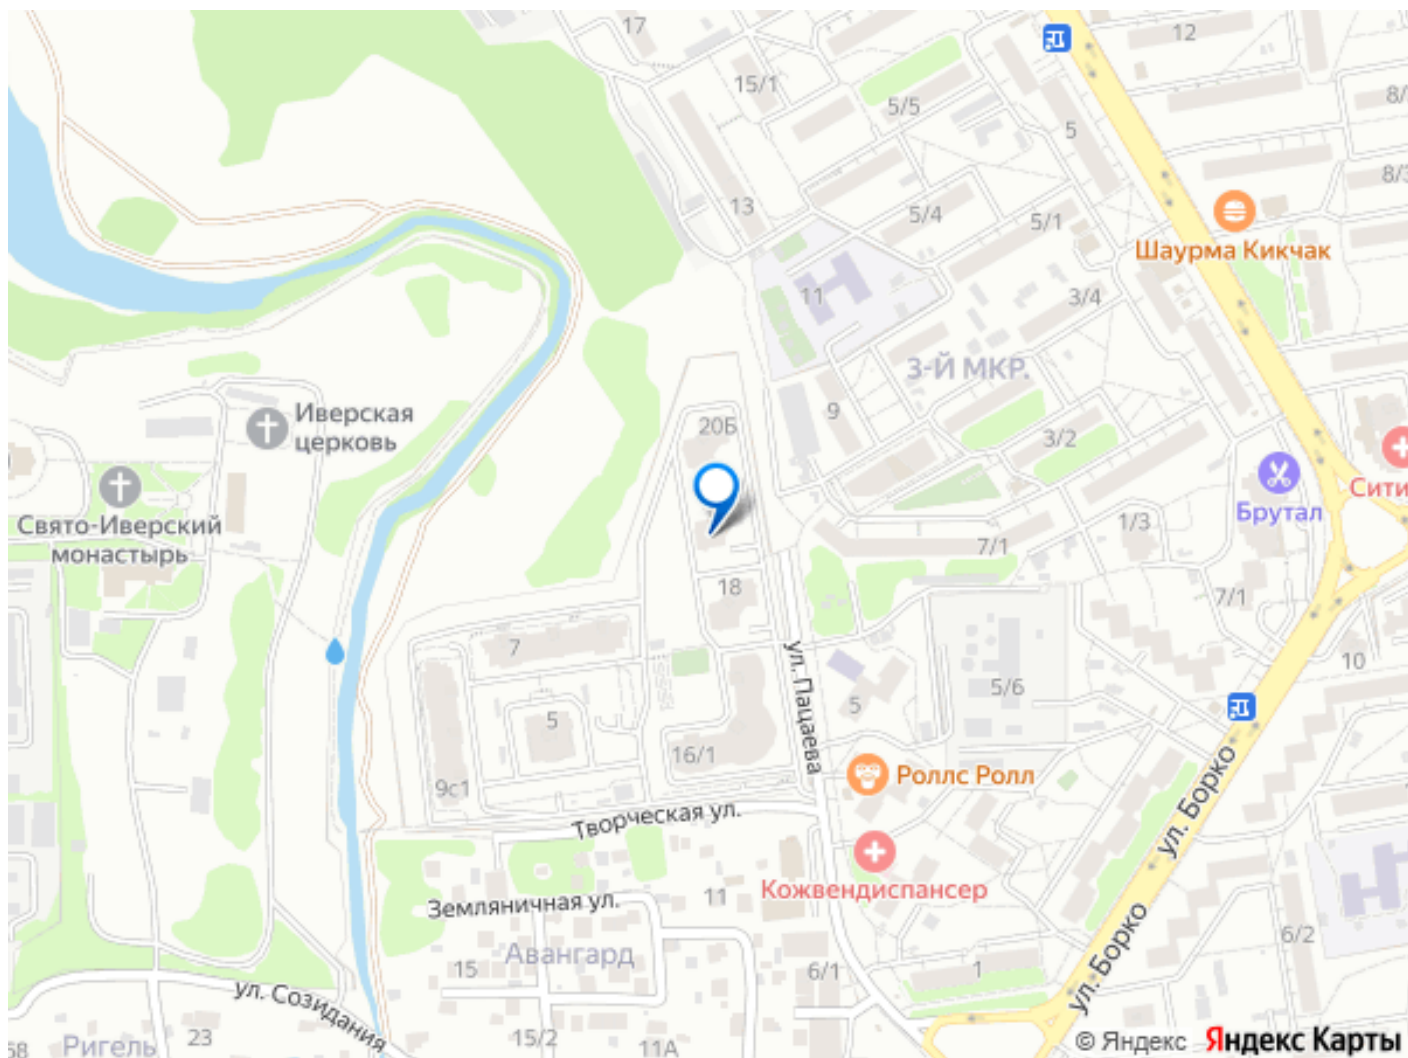 17
12
15/1
5/5
5
8/
8/3
13
5/4
5/1
Шаурма Кикчак
11
3/4
3-Й МКР.
Иверская
церковь
20Б
9
3/2
Сити
Брутал
Свято-Иверский
монастырь
1/3
7/1
18
7/1
7
ул. Пацаева
10
5/6
5
5
16/1
9с1
Роллс Ролл
ул. Борко
Творческая ул.
Кожвендиспансер
11
Земляничная ул.
ул. Борко
6/2
Авангард
15
6/1
1
ул. Созидания
Ригель
23
15/2
11А
68
© Яндекс
Яндекс Карты